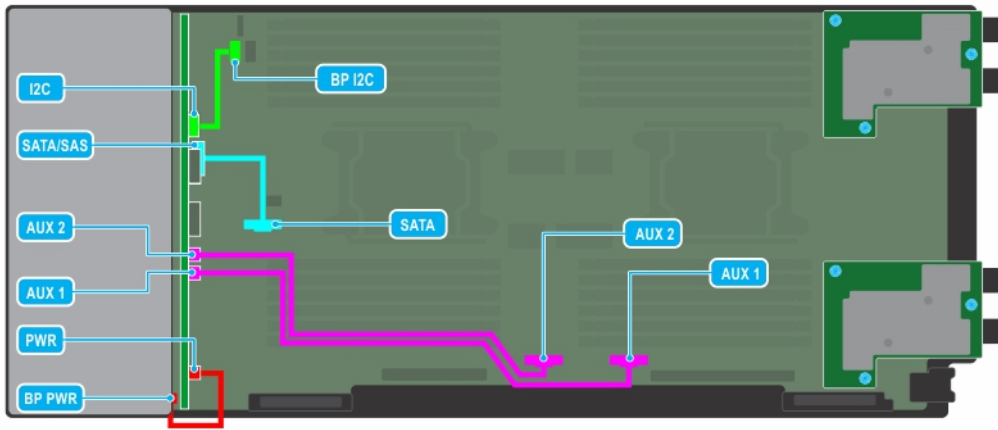 I2C
BP I2C
SATA/SAS
SATA
AUX 2
AUX 2
AUX 1
AUX 1
PWR
BP PWR